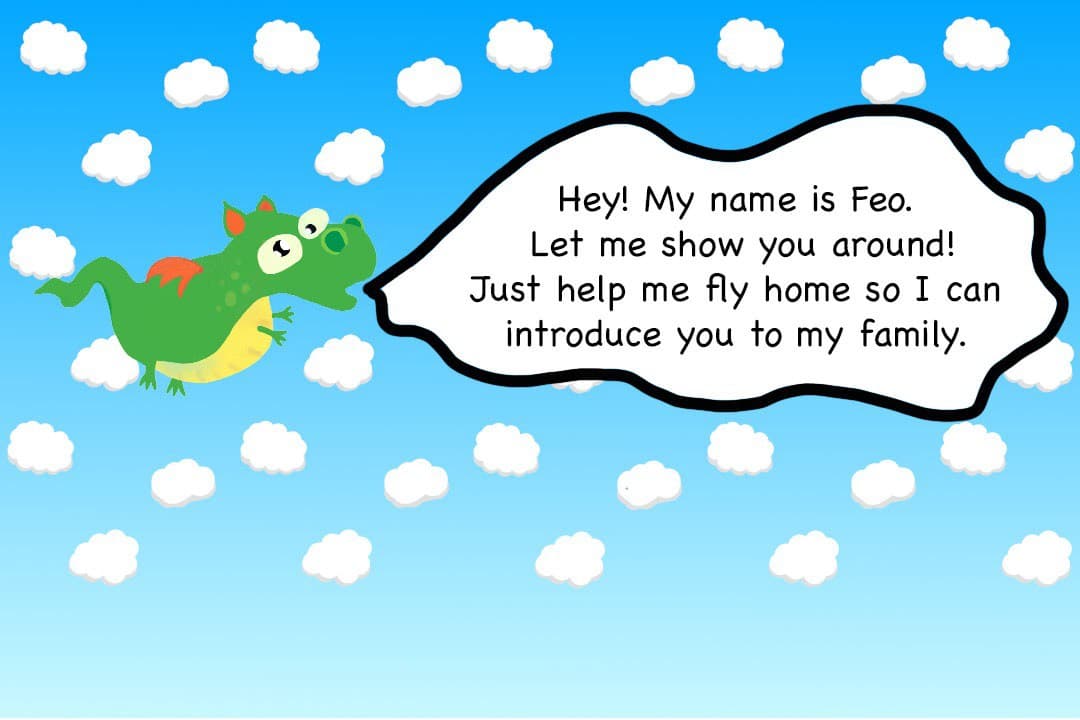 Hey! My name is Feo.
Let me show you around!
Just help me fly home so I can
introduce you to my family.